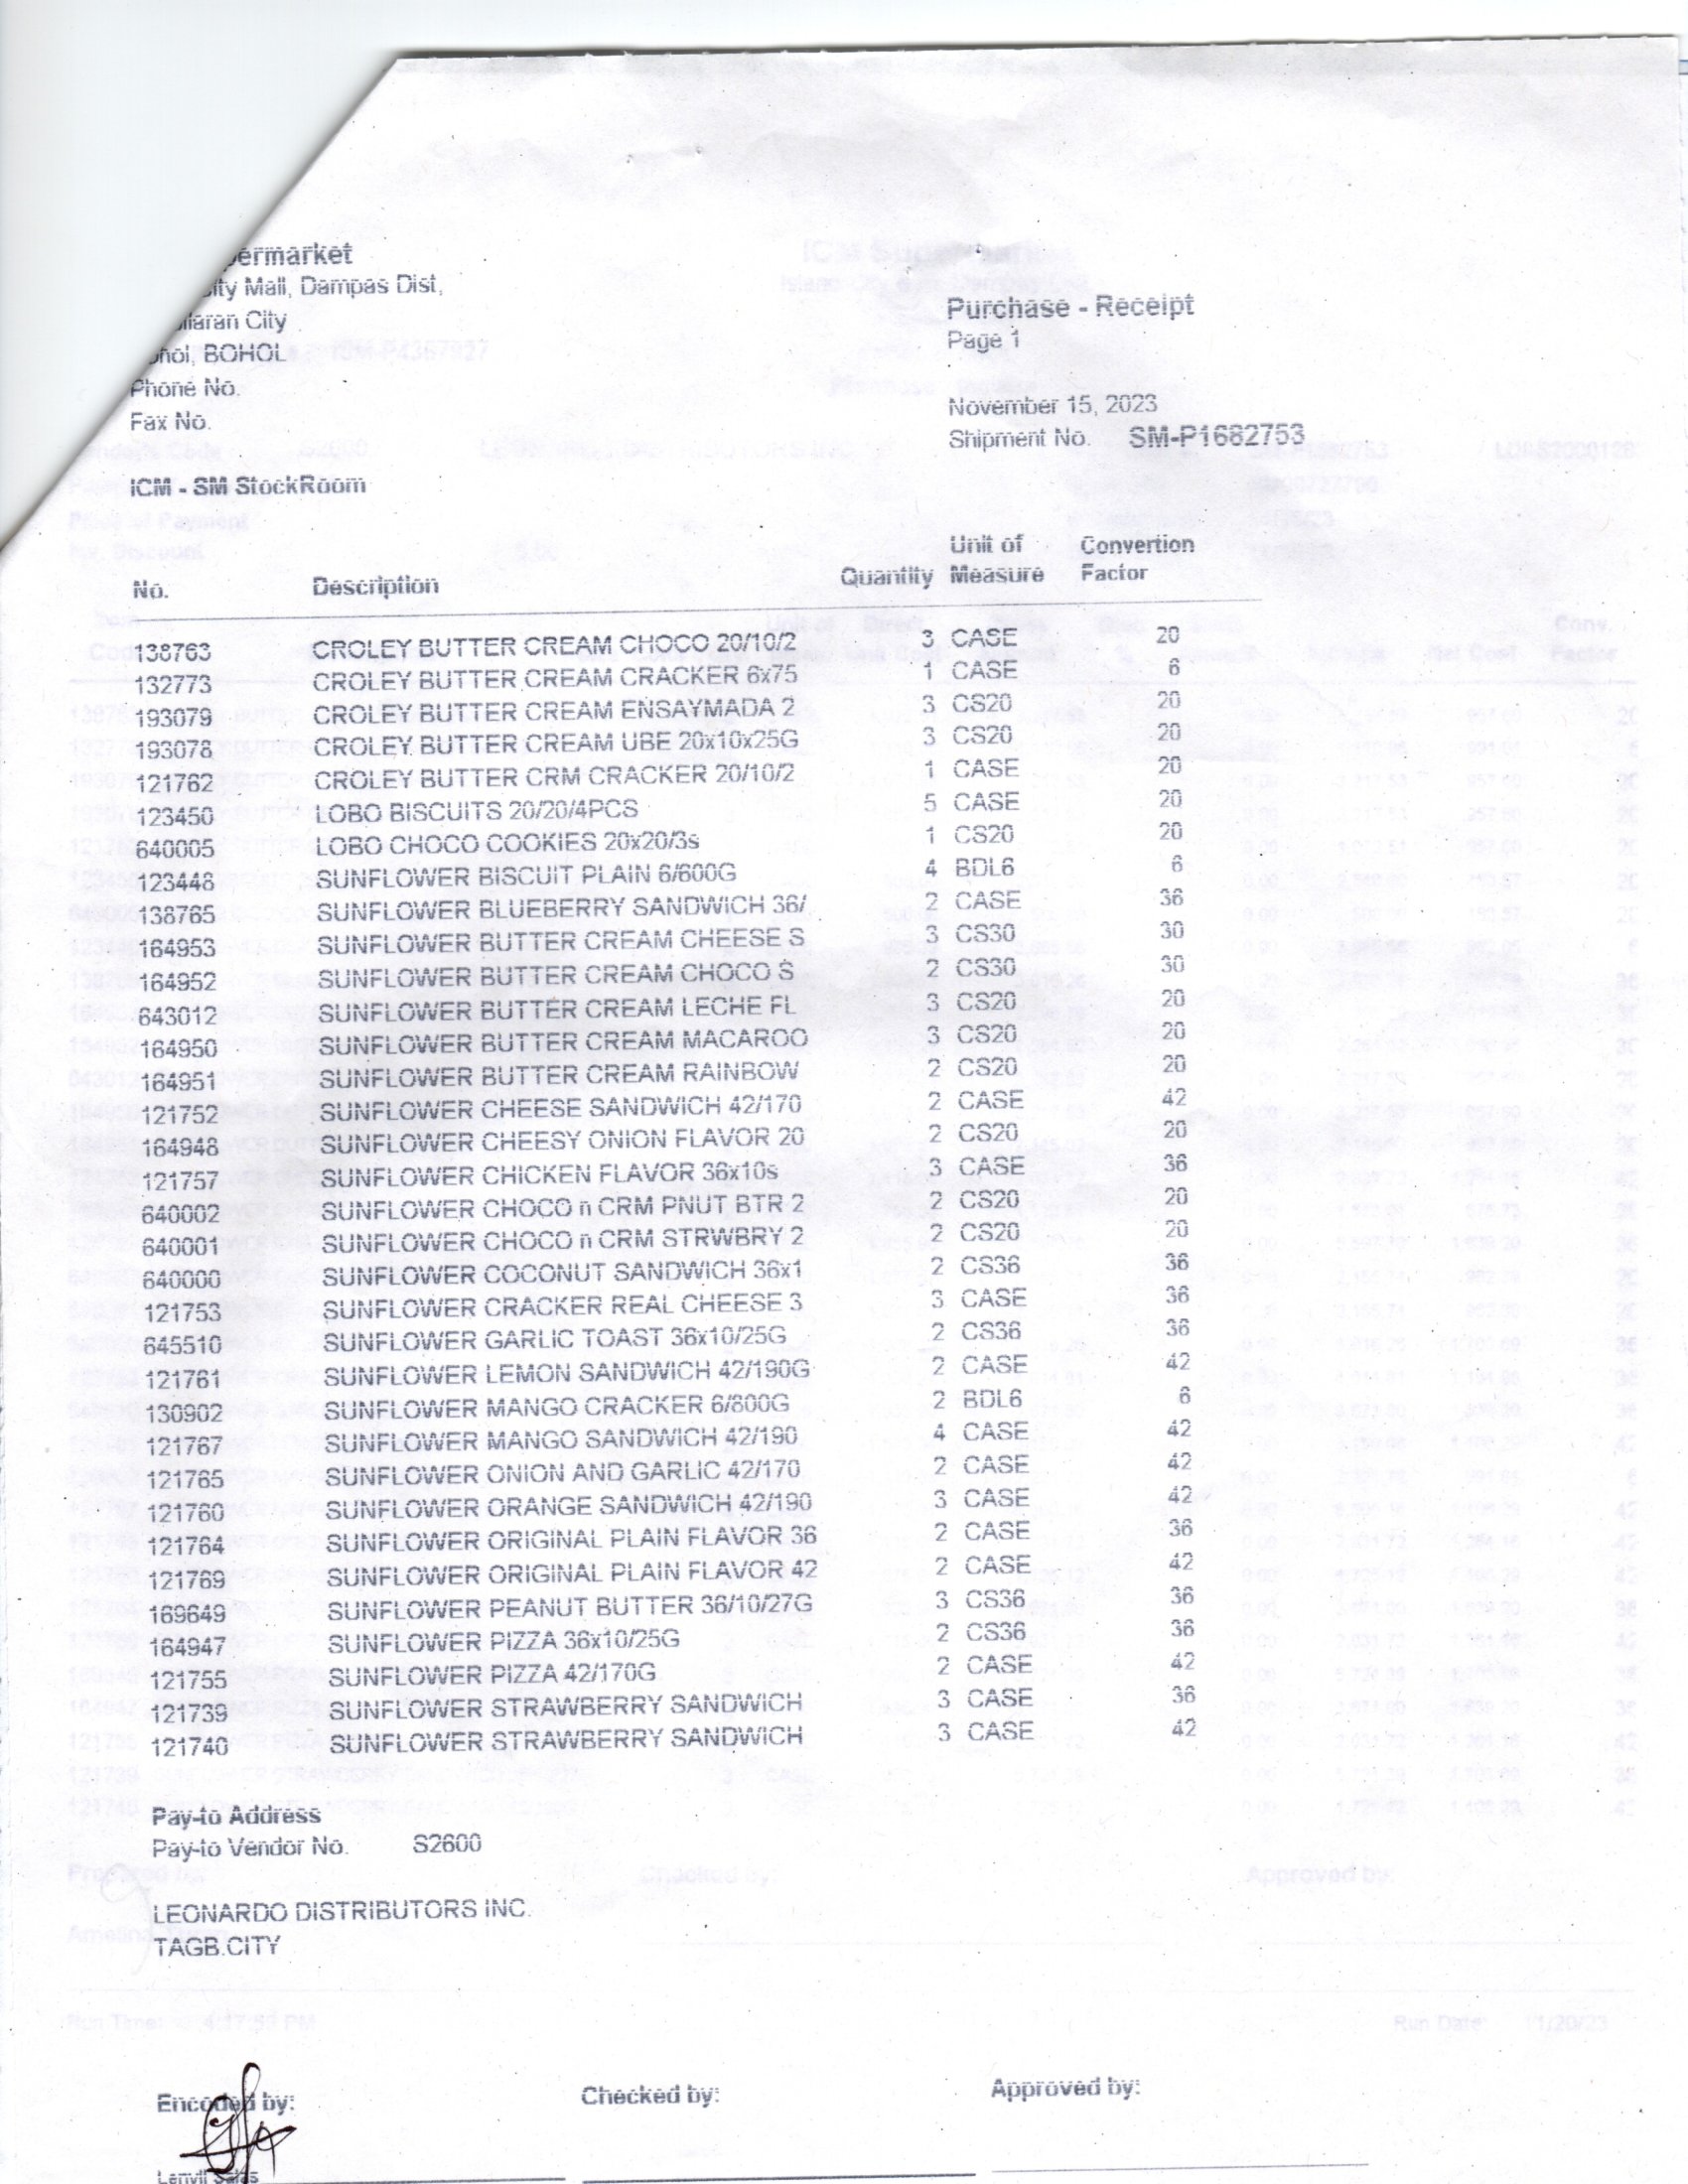 permarket
ity Mall, Dampas Dist,
laran City
hol, BOHOL
Phone No.
Fax No.
Purchase - Receipt
Page 1
November 15, 2023
Shipment No. SM-P1682753
ICM - SM StockRoom
No. Description Quantity Unit of Measure Convertion Factor
138763 CROLEY BUTTER CREAM CHOCO 20/10/2 3 CASE 20
132773 CROLEY BUTTER CREAM CRACKER 6x75 1 CASE 6
193079 CROLEY BUTTER CREAM ENSAYMADA 2 3 CS20 20
193078 CROLEY BUTTER CREAM UBE 20x10x25G 3 CS20 20
121762 CROLEY BUTTER CRM CRACKER 20/10/2 1 CASE 20
123450 LOBO BISCUITS 20/20/4PCS 5 CASE 20
640005 LOBO CHOCO COOKIES 20x20/3s 1 CS20 20
123448 SUNFLOWER BISCUIT PLAIN 6/600G 4 BDL6 6
138765 SUNFLOWER BLUEBERRY SANDWICH 36/ 2 CASE 36
164953 SUNFLOWER BUTTER CREAM CHEESE S 3 CS30 30
164952 SUNFLOWER BUTTER CREAM CHOCO S 2 CS30 30
643012 SUNFLOWER BUTTER CREAM LECHE FL 3 CS20 20
164950 SUNFLOWER BUTTER CREAM MACAROO 3 CS20 20
164951 SUNFLOWER BUTTER CREAM RAINBOW 2 CS20 20
121752 SUNFLOWER CHEESE SANDWICH 42/170 2 CASE 42
164948 SUNFLOWER CHEESY ONION FLAVOR 20 2 CS20 20
121757 SUNFLOWER CHICKEN FLAVOR 36x10s 3 CASE 36
640002 SUNFLOWER CHOCO n CRM PNUT BTR 2 2 CS20 20
640001 SUNFLOWER CHOCO n CRM STRWBRY 2 2 CS20 20
640000 SUNFLOWER COCONUT SANDWICH 36x1 2 CS36 36
121753 SUNFLOWER CRACKER REAL CHEESE 3 3 CASE 36
645510 SUNFLOWER GARLIC TOAST 36x10/25G 2 CS36 36
121761 SUNFLOWER LEMON SANDWICH 42/190G 2 CASE 42
130902 SUNFLOWER MANGO CRACKER 6/800G 2 BDL6 6
121767 SUNFLOWER MANGO SANDWICH 42/190 4 CASE 42
121765 SUNFLOWER ONION AND GARLIC 42/170 2 CASE 42
121760 SUNFLOWER ORANGE SANDWICH 42/190 3 CASE 42
121764 SUNFLOWER ORIGINAL PLAIN FLAVOR 36 2 CASE 36
121769 SUNFLOWER ORIGINAL PLAIN FLAVOR 42 2 CASE 42
169649 SUNFLOWER PEANUT BUTTER 36/10/27G 3 CS36 36
164947 SUNFLOWER PIZZA 36x10/25G 2 CS36 36
121755 SUNFLOWER PIZZA 42/170G 2 CASE 42
121739 SUNFLOWER STRAWBERRY SANDWICH 3 CASE 36
121740 SUNFLOWER STRAWBERRY SANDWICH 3 CASE 42
Pay-to Address
Pay-to Vendor No. S2600
LEONARDO DISTRIBUTORS INC.
TAGB.CITY
Encoded by: Checked by: Approved by: